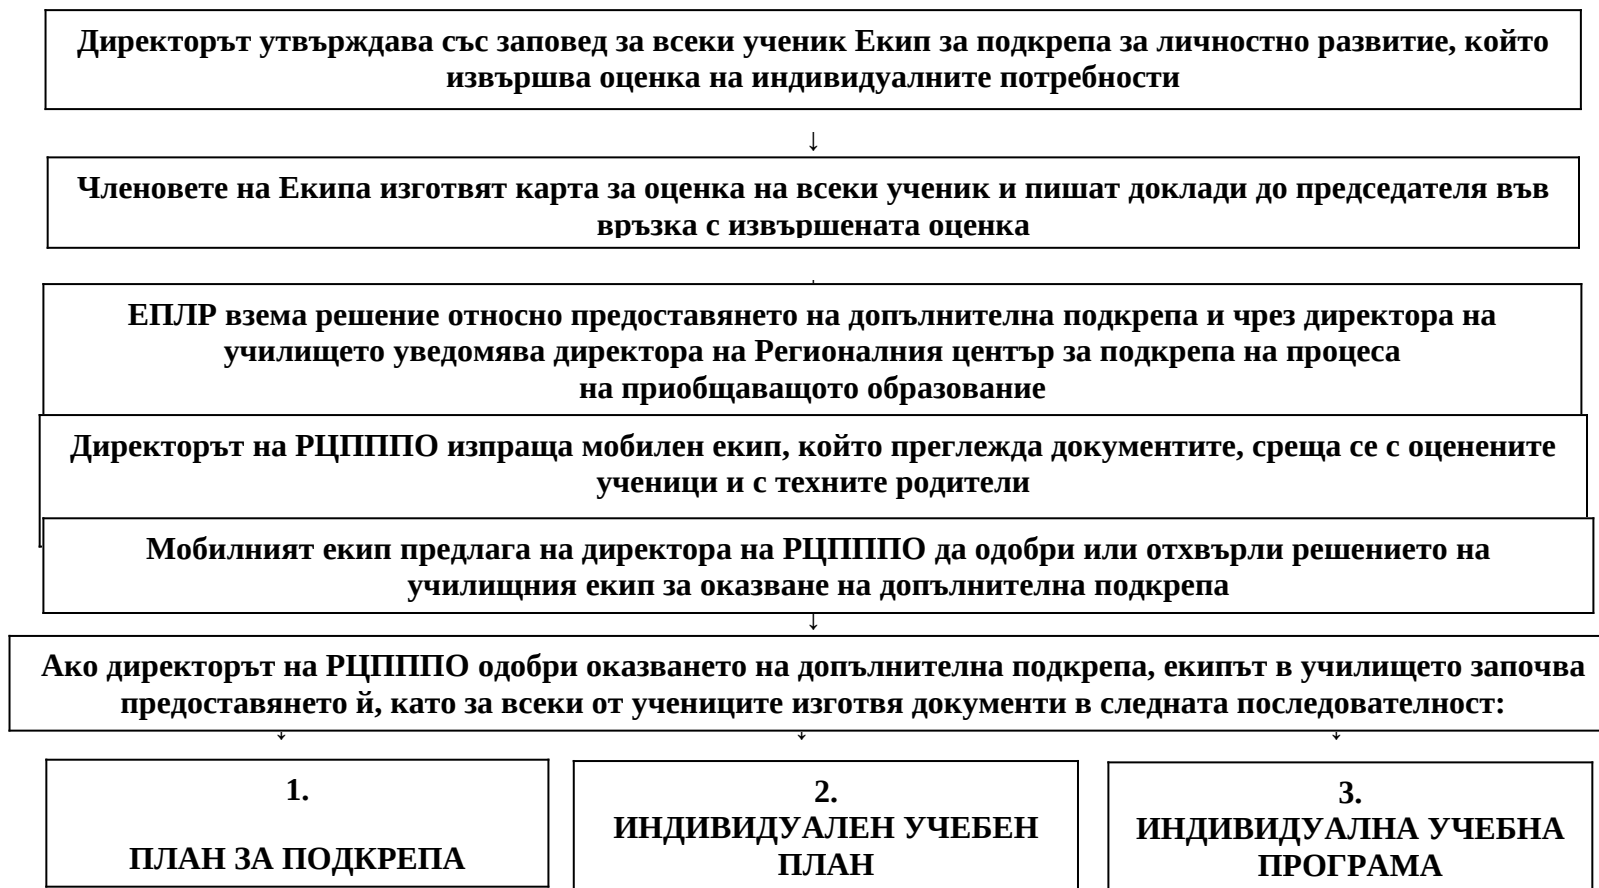 Директорът утвърждава със заповед за всеки ученик Екип за подкрепа за личностно развитие, който
извършва оценка на индивидуалните потребности
↓
Членовете на Екипа изготвят карта за оценка на всеки ученик и пишат доклади до председателя във
връзка с извършената оценка
ЕПЛР взема решение относно предоставянето на допълнителна подкрепа и чрез директора на
училището уведомява директора на Регионалния център за подкрепа на процеса
на приобщаващото образование
Директорът на РЦПППО изпраща мобилен екип, който преглежда документите, среща се с оценените
ученици и с техните родители
Мобилният екип предлага на директора на РЦПППО да одобри или отхвърли решението на
училищния екип за оказване на допълнителна подкрепа
↓
Ако директорът на РЦПППО одобри оказването на допълнителна подкрепа, екипът в училището започва
предоставянето й, като за всеки от учениците изготвя документи в следната последователност:
↓ ↓ ↓
1.
ПЛАН ЗА ПОДКРЕПА
2.
ИНДИВИДУАЛЕН УЧЕБЕН
ПЛАН
3.
ИНДИВИДУАЛНА УЧЕБНА
ПРОГРАМА